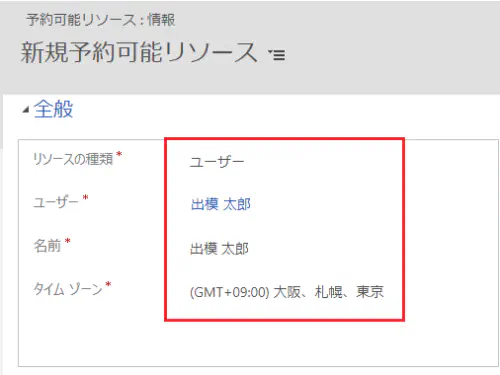 予約可能リソース : 情報
新規予約可能リソース
全般
リソースの種類* ユーザー
ユーザー* 出模 太郎
名前* 出模 太郎
タイム ゾーン* (GMT+09:00) 大阪、札幌、東京